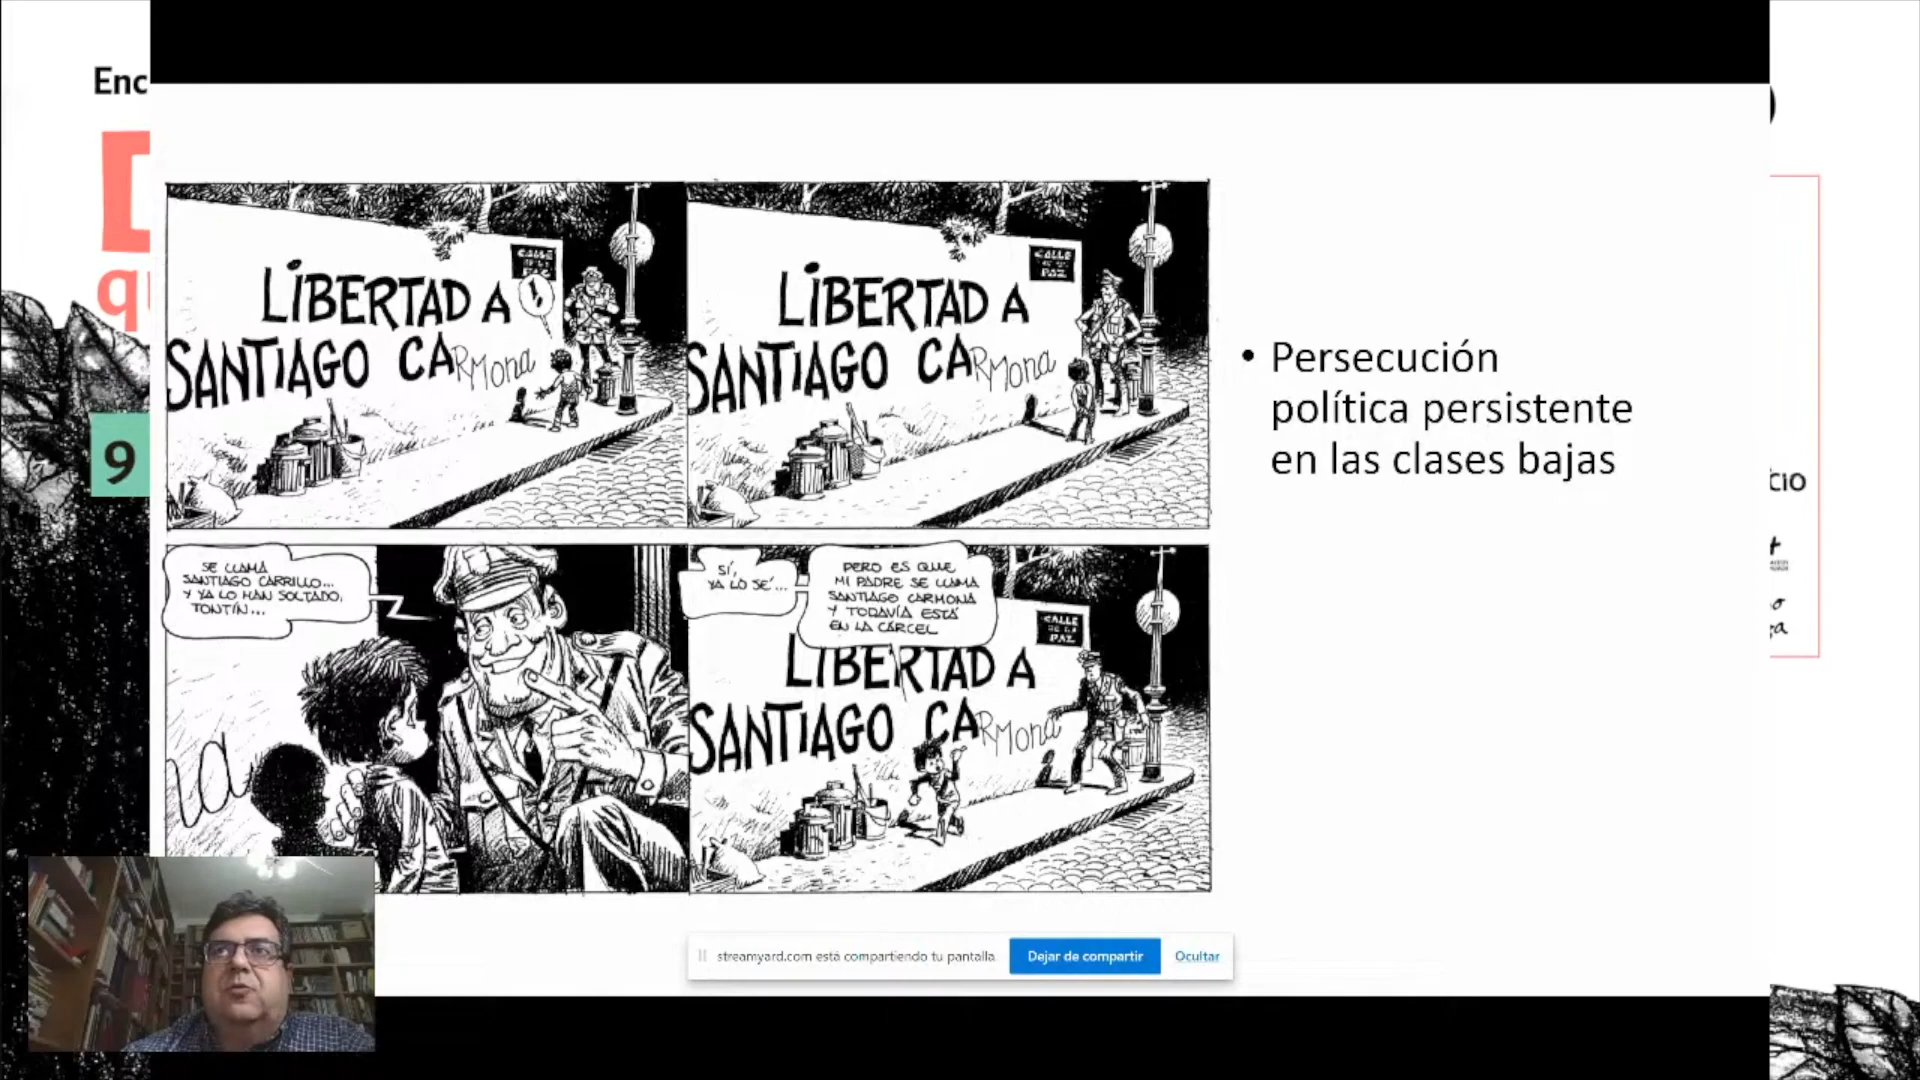 Enc
[
qu
9
CALLE
DE LA
PAZ
LIBERTAD A
SANTIAGO CARMona
CALLE
DE LA
PAZ
LIBERTAD A
SANTIAGO CARMona
SE LLAMA
SANTIAGO CARRILLO...
Y YA LO HAN SOLTADO,
TONTÍN...
na
SÍ,
YA LO SÉ...
PERO ES QUE
MI PADRE SE LLAMA
SANTIAGO CARMONA
Y TODAVÍA ESTÁ
EN LA CÁRCEL
CALLE
DE LA
PAZ
LIBERTAD A
SANTIAGO CARMona
• Persecución
política persistente
en las clases bajas
cio
streamyard.com está compartiendo tu pantalla.
Dejar de compartir
Ocultar